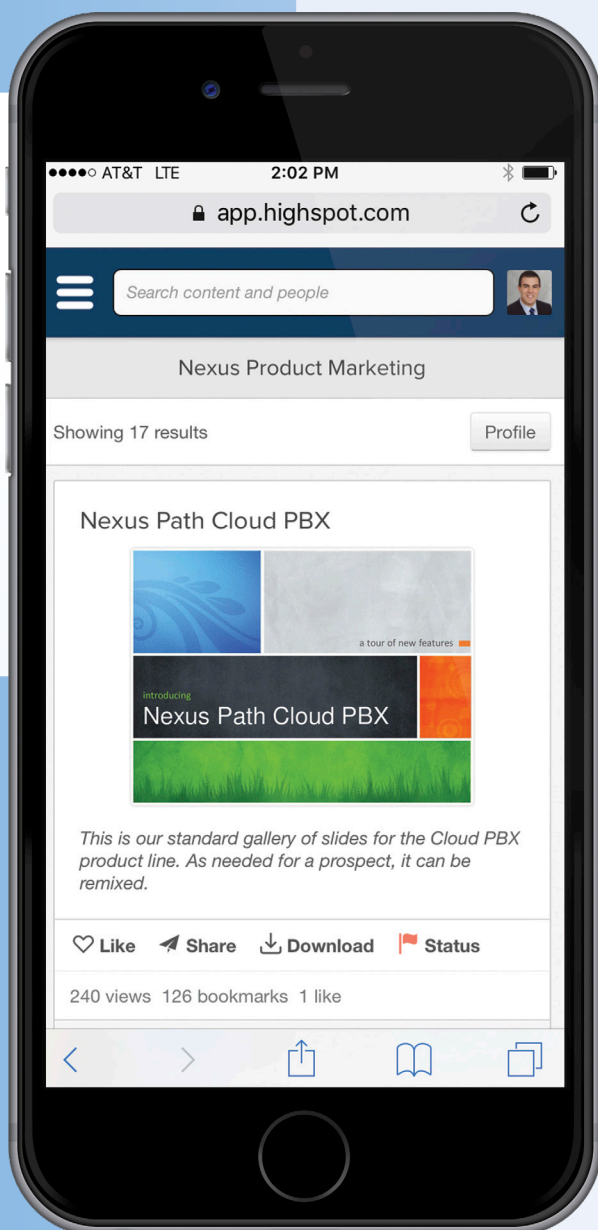 AT&T LTE 2:02 PM
app.highspot.com
Search content and people
Nexus Product Marketing
Showing 17 results Profile
Nexus Path Cloud PBX
a tour of new features
introducing
Nexus Path Cloud PBX
This is our standard gallery of slides for the Cloud PBX
product line. As needed for a prospect, it can be
remixed.
Like Share Download Status
240 views 126 bookmarks 1 like